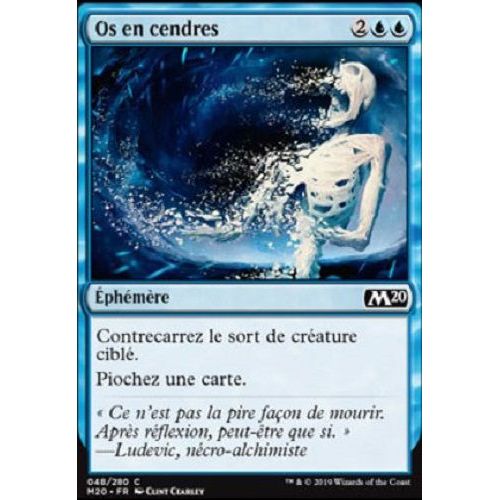 Os en cendres 2
Éphémère M20
Contrecarrez le sort de créature
ciblé.
Piochez une carte.
« Ce n'est pas la pire façon de mourir.
Après réflexion, peut-être que si. »
—Ludevic, nécro-alchimiste
048/280 C
M20 • FR Clint Cearley
™ & © 2019 Wizards of the Coast